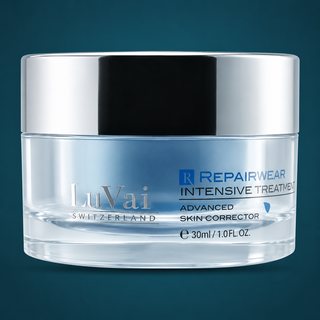 LuVai
SWITZERLAND
R REPAIRWEAR
INTENSIVE TREATMENT
ADVANCED
SKIN CORRECTOR
℮ 30ml / 1.0 FL. OZ.